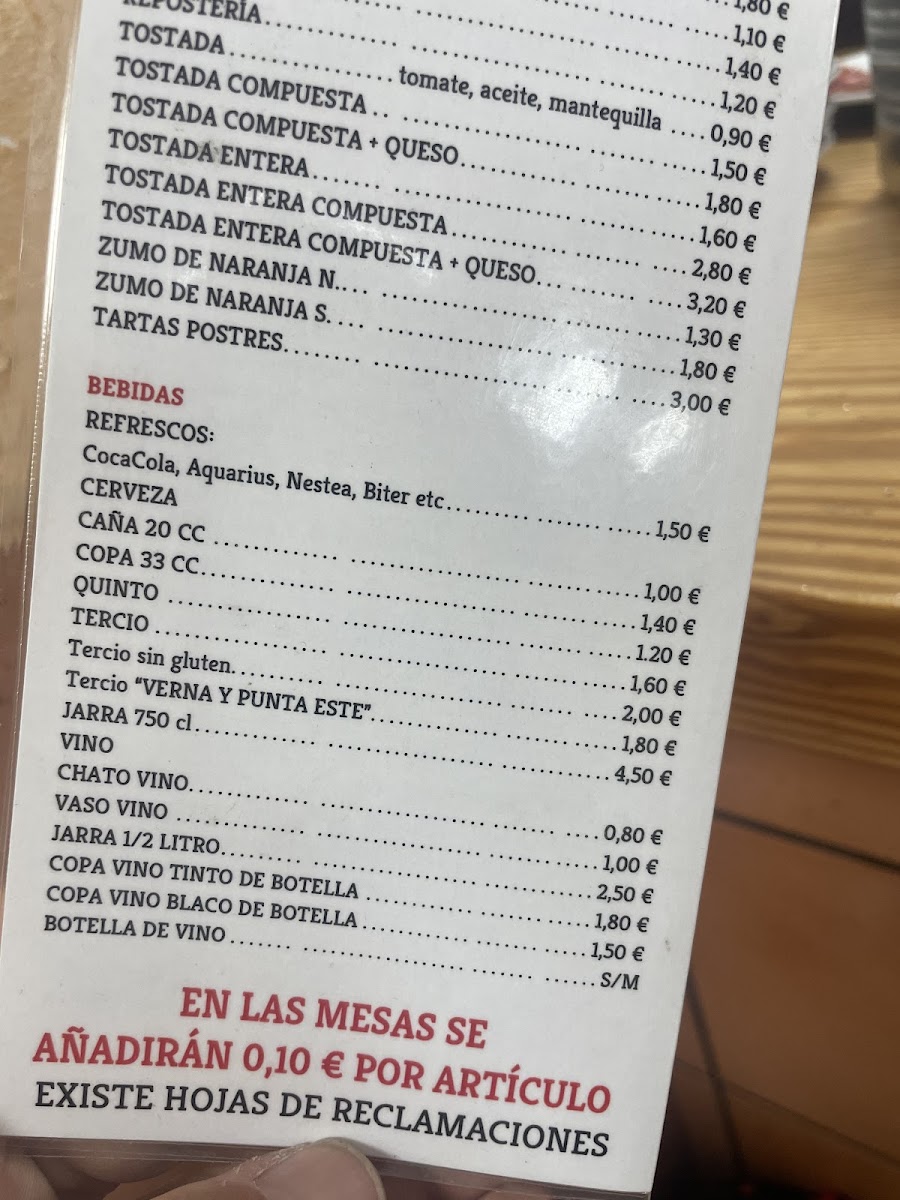 1,80 €
1,10 €
1,40 €
REPOSTERÍA........1,20 €
TOSTADA........tomate, aceite, mantequilla ....0,90 €
TOSTADA COMPUESTA........1,50 €
TOSTADA COMPUESTA + QUESO........1,80 €
TOSTADA ENTERA........1,60 €
TOSTADA ENTERA COMPUESTA........2,80 €
TOSTADA ENTERA COMPUESTA + QUESO........3,20 €
ZUMO DE NARANJA N.........1,30 €
ZUMO DE NARANJA S.........1,80 €
TARTAS POSTRES........3,00 €
BEBIDAS
REFRESCOS:
CocaCola, Aquarius, Nestea, Biter etc........1,50 €
CERVEZA
CAÑA 20 CC ........1,00 €
COPA 33 CC........1,40 €
QUINTO ........1.20 €
TERCIO ........1,60 €
Tercio sin gluten........2,00 €
Tercio "VERNA Y PUNTA ESTE"........1,80 €
JARRA 750 cl........4,50 €
VINO
CHATO VINO........0,80 €
VASO VINO ........1,00 €
JARRA 1/2 LITRO........2,50 €
COPA VINO TINTO DE BOTELLA ........1,80 €
COPA VINO BLACO DE BOTELLA ........1,50 €
BOTELLA DE VINO ........S/M
EN LAS MESAS SE
AÑADIRÁN 0,10 € POR ARTÍCULO
EXISTE HOJAS DE RECLAMACIONES